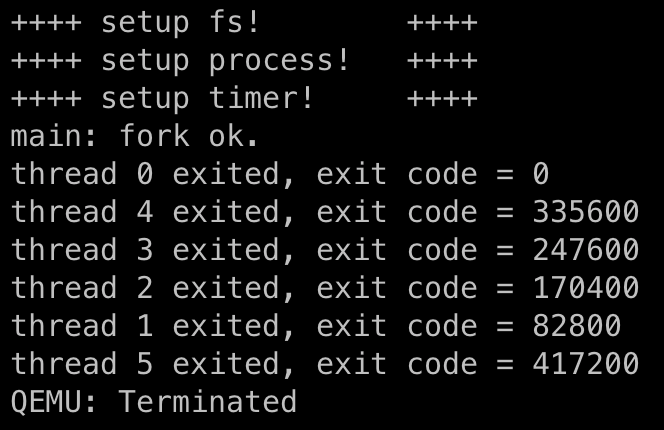 ++++ setup fs!        ++++
++++ setup process!   ++++
++++ setup timer!     ++++
main: fork ok.
thread 0 exited, exit code = 0
thread 4 exited, exit code = 335600
thread 3 exited, exit code = 247600
thread 2 exited, exit code = 170400
thread 1 exited, exit code = 82800
thread 5 exited, exit code = 417200
QEMU: Terminated